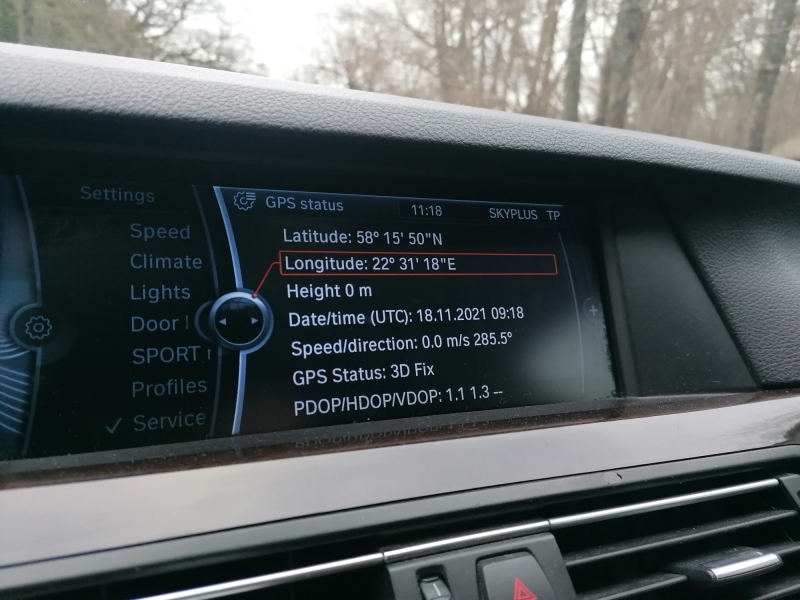 Settings
Speed
Climate
Lights
Door
SPORT
Profiles
✓ Service
GPS status
11:18
SKYPLUS TP
Latitude: 58° 15' 50"N
Longitude: 22° 31' 18"E
Height 0 m
Date/time (UTC): 18.11.2021 09:18
Speed/direction: 0.0 m/s 285.5°
GPS Status: 3D Fix
PDOP/HDOP/VDOP: 1.1 1.3 --